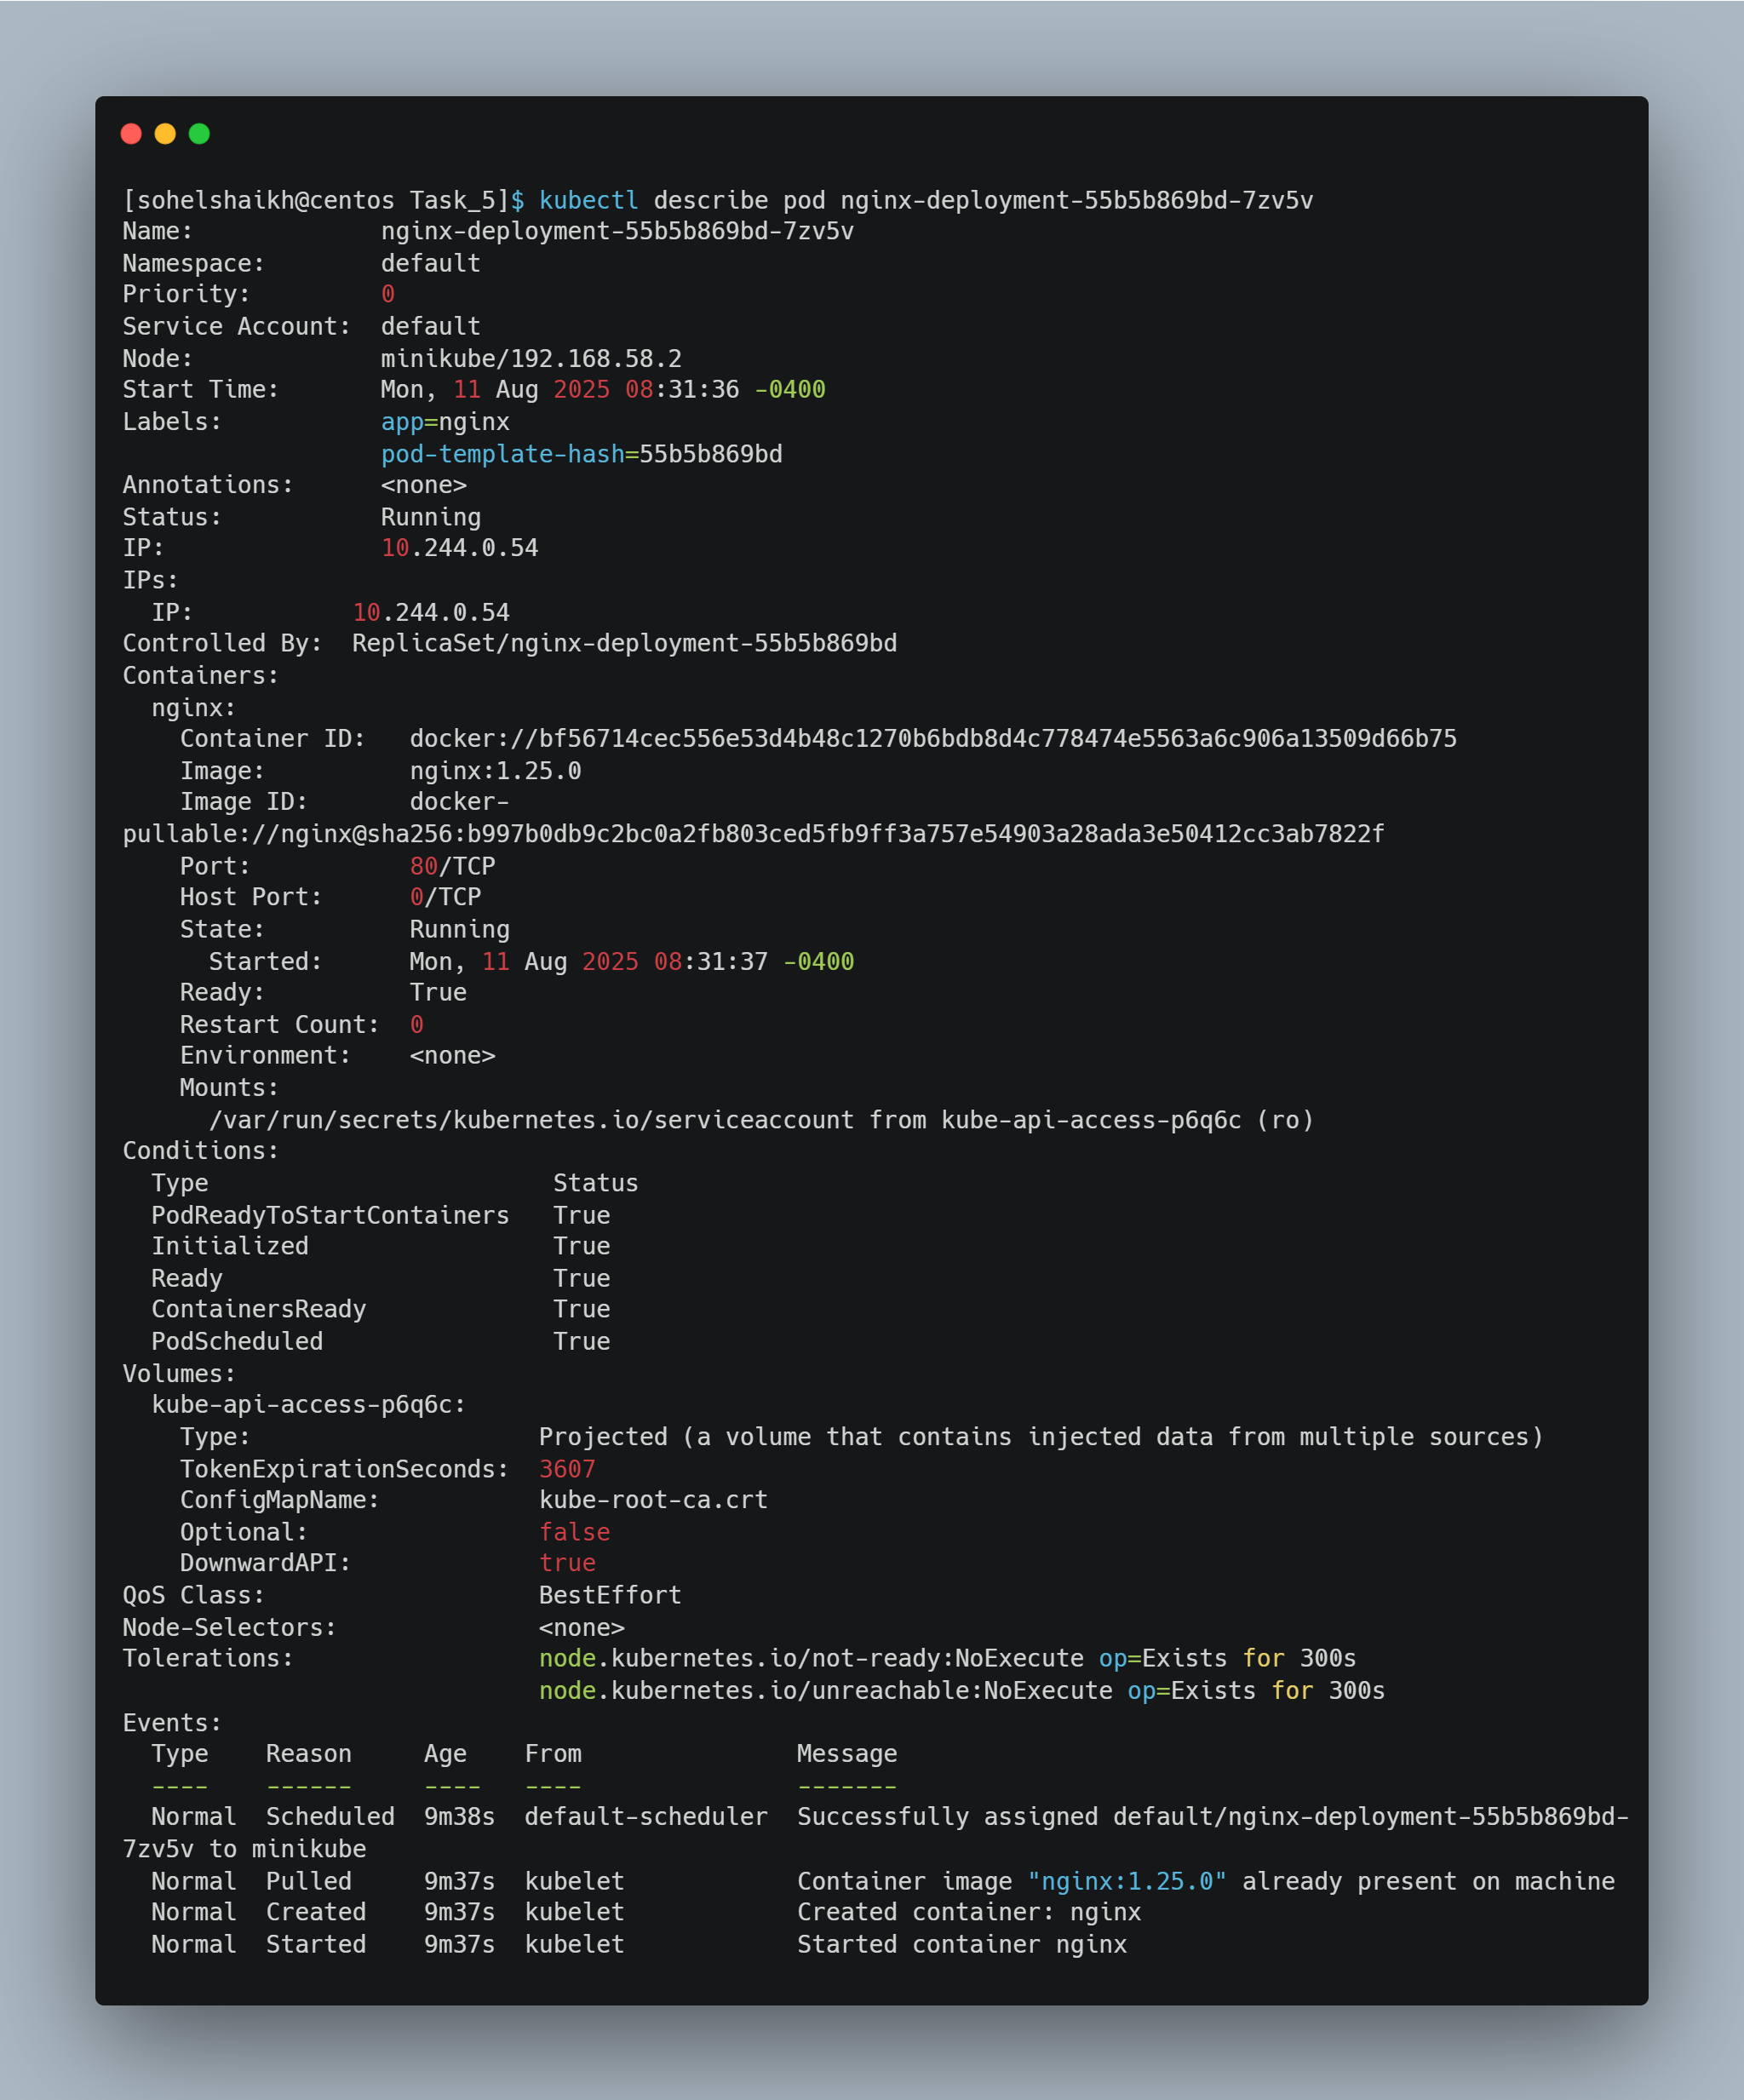 [sohelshaikh@centos Task_5]$ kubectl describe pod nginx-deployment-55b5b869bd-7zv5v
Name:             nginx-deployment-55b5b869bd-7zv5v
Namespace:        default
Priority:         0
Service Account:  default
Node:             minikube/192.168.58.2
Start Time:       Mon, 11 Aug 2025 08:31:36 -0400
Labels:           app=nginx
                  pod-template-hash=55b5b869bd
Annotations:      <none>
Status:           Running
IP:               10.244.0.54
IPs:
  IP:           10.244.0.54
Controlled By:  ReplicaSet/nginx-deployment-55b5b869bd
Containers:
  nginx:
    Container ID:   docker://bf56714cec556e53d4b48c1270b6bdb8d4c778474e5563a6c906a13509d66b75
    Image:          nginx:1.25.0
    Image ID:       docker-
pullable://nginx@sha256:b997b0db9c2bc0a2fb803ced5fb9ff3a757e54903a28ada3e50412cc3ab7822f
    Port:           80/TCP
    Host Port:      0/TCP
    State:          Running
      Started:      Mon, 11 Aug 2025 08:31:37 -0400
    Ready:          True
    Restart Count:  0
    Environment:    <none>
    Mounts:
      /var/run/secrets/kubernetes.io/serviceaccount from kube-api-access-p6q6c (ro)
Conditions:
  Type                        Status
  PodReadyToStartContainers   True
  Initialized                 True
  Ready                       True
  ContainersReady             True
  PodScheduled                True
Volumes:
  kube-api-access-p6q6c:
    Type:                    Projected (a volume that contains injected data from multiple sources)
    TokenExpirationSeconds:  3607
    ConfigMapName:           kube-root-ca.crt
    Optional:                false
    DownwardAPI:             true
QoS Class:                   BestEffort
Node-Selectors:              <none>
Tolerations:                 node.kubernetes.io/not-ready:NoExecute op=Exists for 300s
                             node.kubernetes.io/unreachable:NoExecute op=Exists for 300s
Events:
  Type    Reason     Age   From               Message
  ----    ------     ----  ----               -------
  Normal  Scheduled  9m38s  default-scheduler  Successfully assigned default/nginx-deployment-55b5b869bd-
7zv5v to minikube
  Normal  Pulled     9m37s  kubelet            Container image "nginx:1.25.0" already present on machine
  Normal  Created    9m37s  kubelet            Created container: nginx
  Normal  Started    9m37s  kubelet            Started container nginx